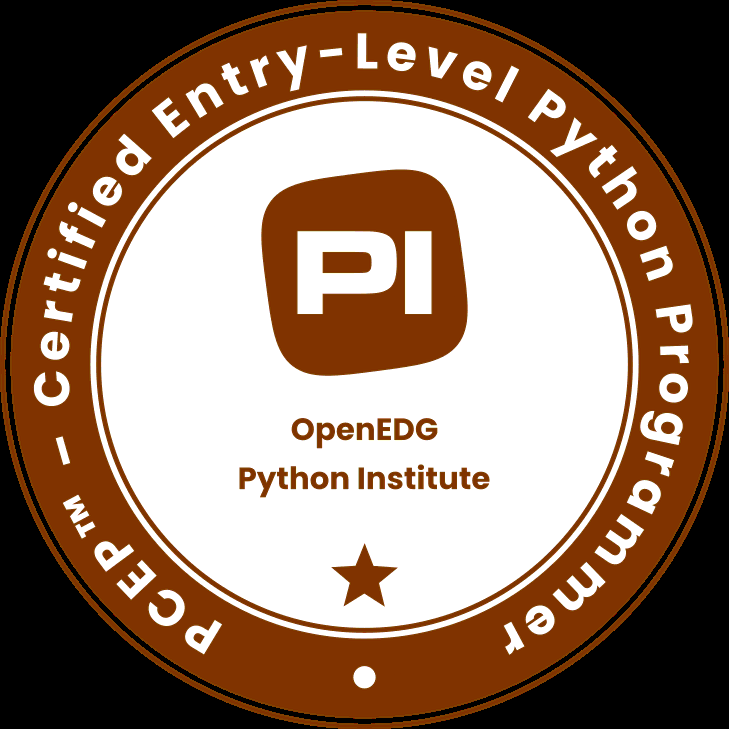 PCEP™ – Certified Entry-Level Python Programmer
PI
OpenEDG
Python Institute